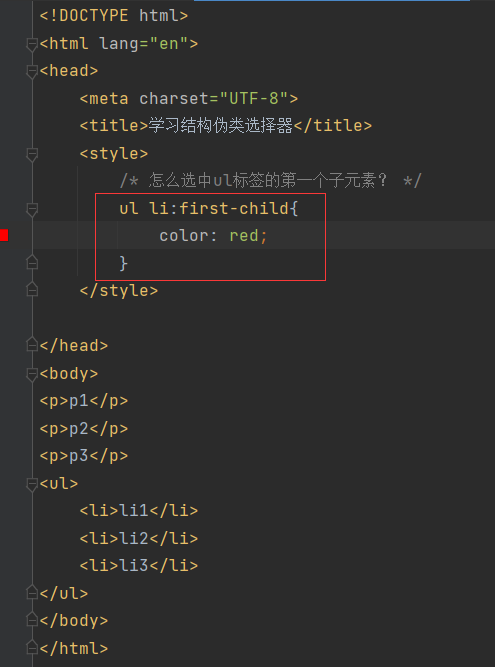 <!DOCTYPE html>
<html lang="en">
<head>
    <meta charset="UTF-8">
    <title>学习结构伪类选择器</title>
    <style>
        /* 怎么选中ul标签的第一个子元素？ */
        ul li:first-child{
            color: red;
        }
    </style>

</head>
<body>
<p>p1</p>
<p>p2</p>
<p>p3</p>
<ul>
    <li>li1</li>
    <li>li2</li>
    <li>li3</li>
</ul>
</body>
</html>